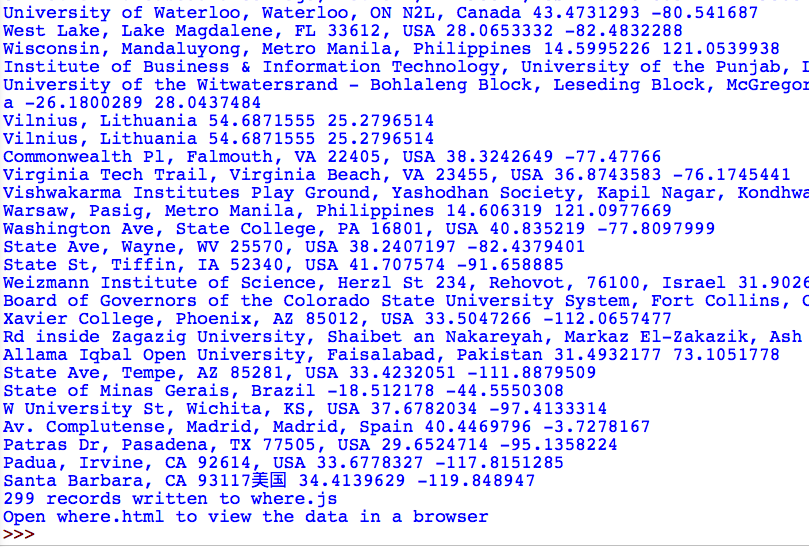 University of Waterloo, Waterloo, ON N2L, Canada 43.4731293 -80.541687
West Lake, Lake Magdalene, FL 33612, USA 28.0653332 -82.4832288
Wisconsin, Mandaluyong, Metro Manila, Philippines 14.5995226 121.0539938
Institute of Business & Information Technology, University of the Punjab,
University of the Witwatersrand - Bohlaleng Block, Leseding Block, McGregor
a -26.1800289 28.0437484
Vilnius, Lithuania 54.6871555 25.2796514
Vilnius, Lithuania 54.6871555 25.2796514
Commonwealth Pl, Falmouth, VA 22405, USA 38.3242649 -77.47766
Virginia Tech Trail, Virginia Beach, VA 23455, USA 36.8743583 -76.1745441
Vishwakarma Institutes Play Ground, Yashodhan Society, Kapil Nagar, Kondhwa
Warsaw, Pasig, Metro Manila, Philippines 14.606319 121.0977669
Washington Ave, State College, PA 16801, USA 40.835219 -77.8097999
State Ave, Wayne, WV 25570, USA 38.2407197 -82.4379401
State St, Tiffin, IA 52340, USA 41.707574 -91.658885
Weizmann Institute of Science, Herzl St 234, Rehovot, 76100, Israel 31.9026
Board of Governors of the Colorado State University System, Fort Collins, C
Xavier College, Phoenix, AZ 85012, USA 33.5047266 -112.0657477
Rd inside Zagazig University, Shaibet an Nakareyah, Markaz El-Zakazik, Ash
Allama Iqbal Open University, Faisalabad, Pakistan 31.4932177 73.1051778
State Ave, Tempe, AZ 85281, USA 33.4232051 -111.8879509
State of Minas Gerais, Brazil -18.512178 -44.5550308
W University St, Wichita, KS, USA 37.6782034 -97.4133314
Av. Complutense, Madrid, Madrid, Spain 40.4469796 -3.7278167
Patras Dr, Pasadena, TX 77505, USA 29.6524714 -95.1358224
Padua, Irvine, CA 92614, USA 33.6778327 -117.8151285
Santa Barbara, CA 93117美国 34.4139629 -119.848947
299 records written to where.js
Open where.html to view the data in a browser
>>>